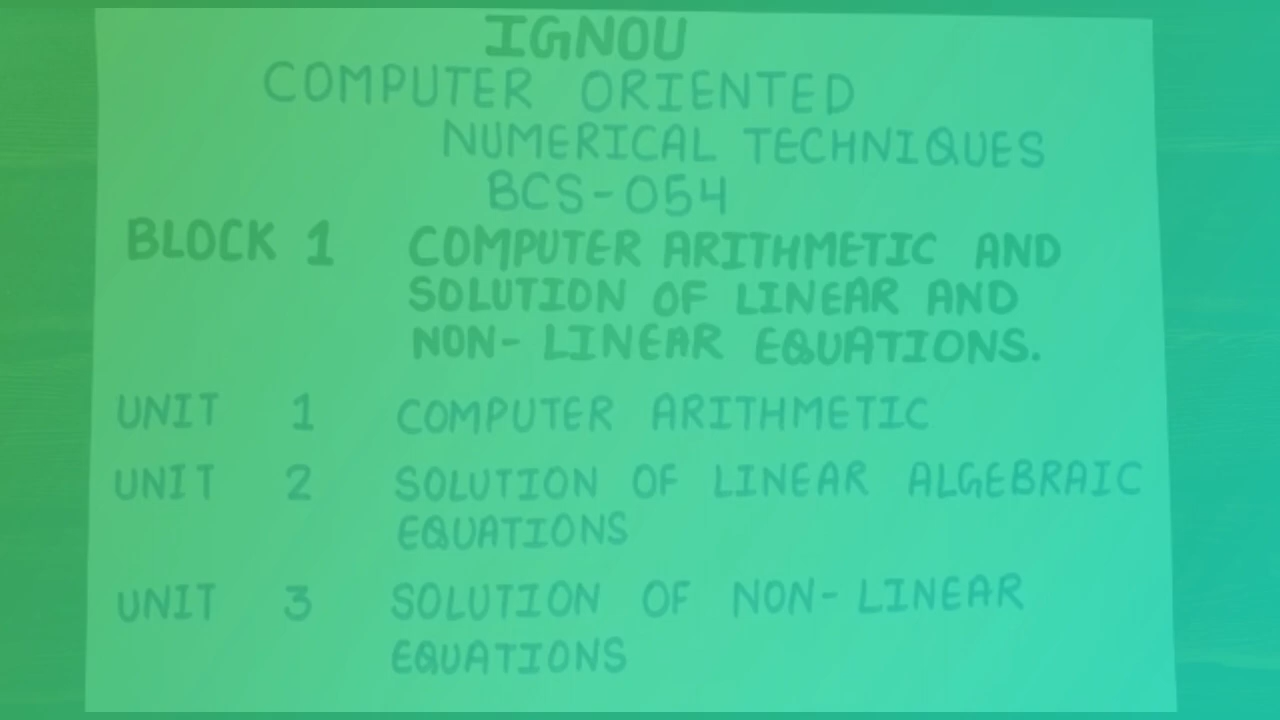 IGNOU
COMPUTER ORIENTED
NUMERICAL TECHNIQUES
BCS-054
BLOCK 1 COMPUTER ARITHMETIC AND
SOLUTION OF LINEAR AND
NON-LINEAR EQUATIONS.
UNIT 1 COMPUTER ARITHMETIC
UNIT 2 SOLUTION OF LINEAR ALGEBRAIC
EQUATIONS
UNIT 3 SOLUTION OF NON-LINEAR
EQUATIONS